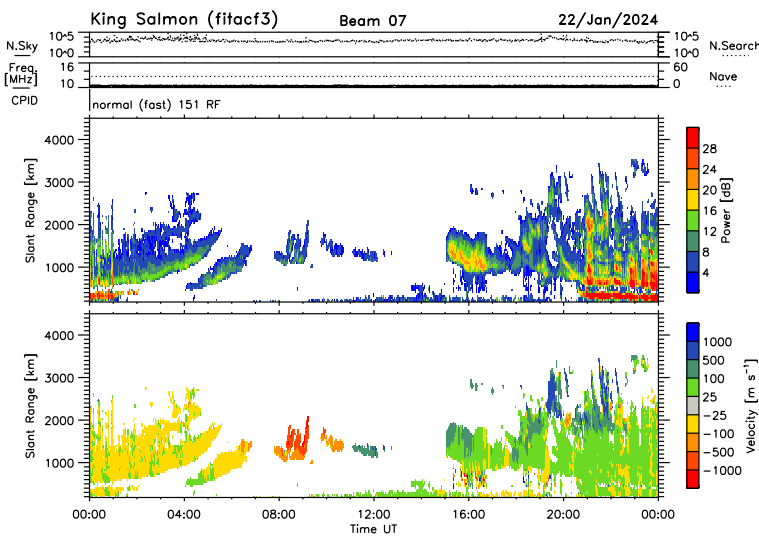 King Salmon (fitacf3) Beam 07 22/Jan/2024
N.Sky 10^5 10^0 10^5 10^0 N.Search
Freq. [MHz] 16 10 60 0 Nave
CPID normal (fast) 151 RF
Slant Range [km] 4000 3000 2000 1000
Power [dB] 28 24 20 16 12 8 4
Slant Range [km] 4000 3000 2000 1000
Velocity [m s⁻¹] 1000 500 100 25 −25 −100 −500 −1000
00:00 04:00 08:00 12:00 16:00 20:00 00:00
Time UT